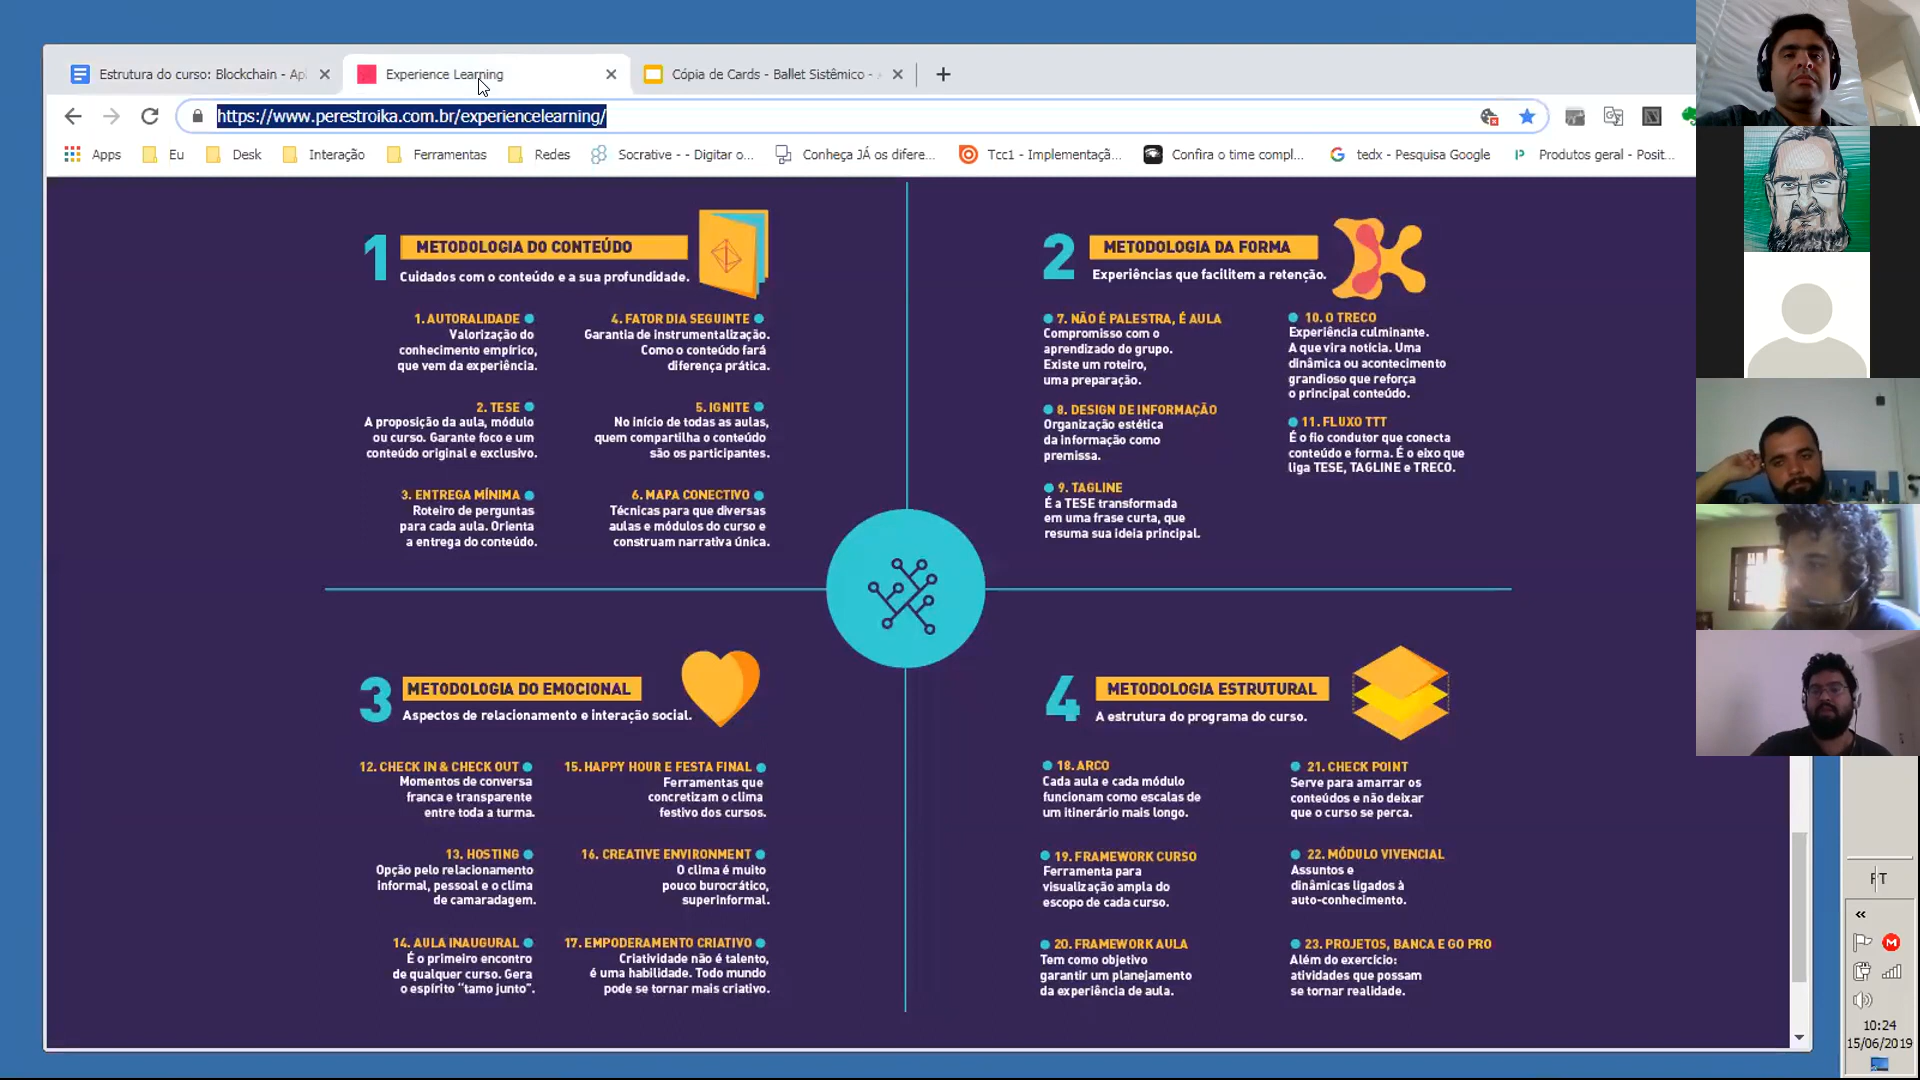 Estrutura do curso: Blockchain - Apl
Experience Learning
Cópia de Cards - Ballet Sistêmico -
https://www.perestroika.com.br/experiencelearning/
Apps
Eu
Desk
Interação
Ferramentas
Redes
Socrative - - Digitar o...
Conheça JÁ os difere...
Tcc1 - Implementaçã...
Confira o time compl...
tedx - Pesquisa Google
Produtos geral - Posit...
1
METODOLOGIA DO CONTEÚDO
Cuidados com o conteúdo e a sua profundidade.
1. AUTORALIDADE
Valorização do
conhecimento empírico,
que vem da experiência.
2. TESE
A proposição da aula, módulo
ou curso. Garante foco e um
conteúdo original e exclusivo.
3. ENTREGA MÍNIMA
Roteiro de perguntas
para cada aula. Orienta
a entrega do conteúdo.
4. FATOR DIA SEGUINTE
Garantia de instrumentalização.
Como o conteúdo fará
diferença prática.
5. IGNITE
No início de todas as aulas,
quem compartilha o conteúdo
são os participantes.
6. MAPA CONECTIVO
Técnicas para que diversas
aulas e módulos do curso e
construam narrativa única.
2
METODOLOGIA DA FORMA
Experiências que facilitem a retenção.
7. NÃO É PALESTRA, É AULA
Compromisso com o
aprendizado do grupo.
Existe um roteiro,
uma preparação.
8. DESIGN DE INFORMAÇÃO
Organização estética
da informação como
premissa.
9. TAGLINE
É a TESE transformada
em uma frase curta, que
resuma sua ideia principal.
10. O TRECO
Experiência culminante.
A que vira notícia. Uma
dinâmica ou acontecimento
grandioso que reforça
o principal conteúdo.
11. FLUXO TTT
É o fio condutor que conecta
conteúdo e forma. É o eixo que
liga TESE, TAGLINE e TRECO.
3
METODOLOGIA DO EMOCIONAL
Aspectos de relacionamento e interação social.
12. CHECK IN & CHECK OUT
Momentos de conversa
franca e transparente
entre toda a turma.
13. HOSTING
Opção pelo relacionamento
informal, pessoal e o clima
de camaradagem.
14. AULA INAUGURAL
É o primeiro encontro
de qualquer curso. Gera
o espírito “tamo junto”.
15. HAPPY HOUR E FESTA FINAL
Ferramentas que
concretizam o clima
festivo dos cursos.
16. CREATIVE ENVIRONMENT
O clima é muito
pouco burocrático,
superinformal.
17. EMPODERAMENTO CRIATIVO
Criatividade não é talento,
é uma habilidade. Todo mundo
pode se tornar mais criativo.
4
METODOLOGIA ESTRUTURAL
A estrutura do programa do curso.
18. ARCO
Cada aula e cada módulo
funcionam como escalas de
um itinerário mais longo.
19. FRAMEWORK CURSO
Ferramenta para
visualização ampla do
escopo de cada curso.
20. FRAMEWORK AULA
Tem como objetivo
garantir um planejamento
da experiência de aula.
21. CHECK POINT
Serve para amarrar os
conteúdos e não deixar
que o curso se perca.
22. MÓDULO VIVENCIAL
Assuntos e
dinâmicas ligados à
auto-conhecimento.
23. PROJETOS, BANCA E GO PRO
Além do exercício:
atividades que possam
se tornar realidade.
PT
10:24
15/06/2019